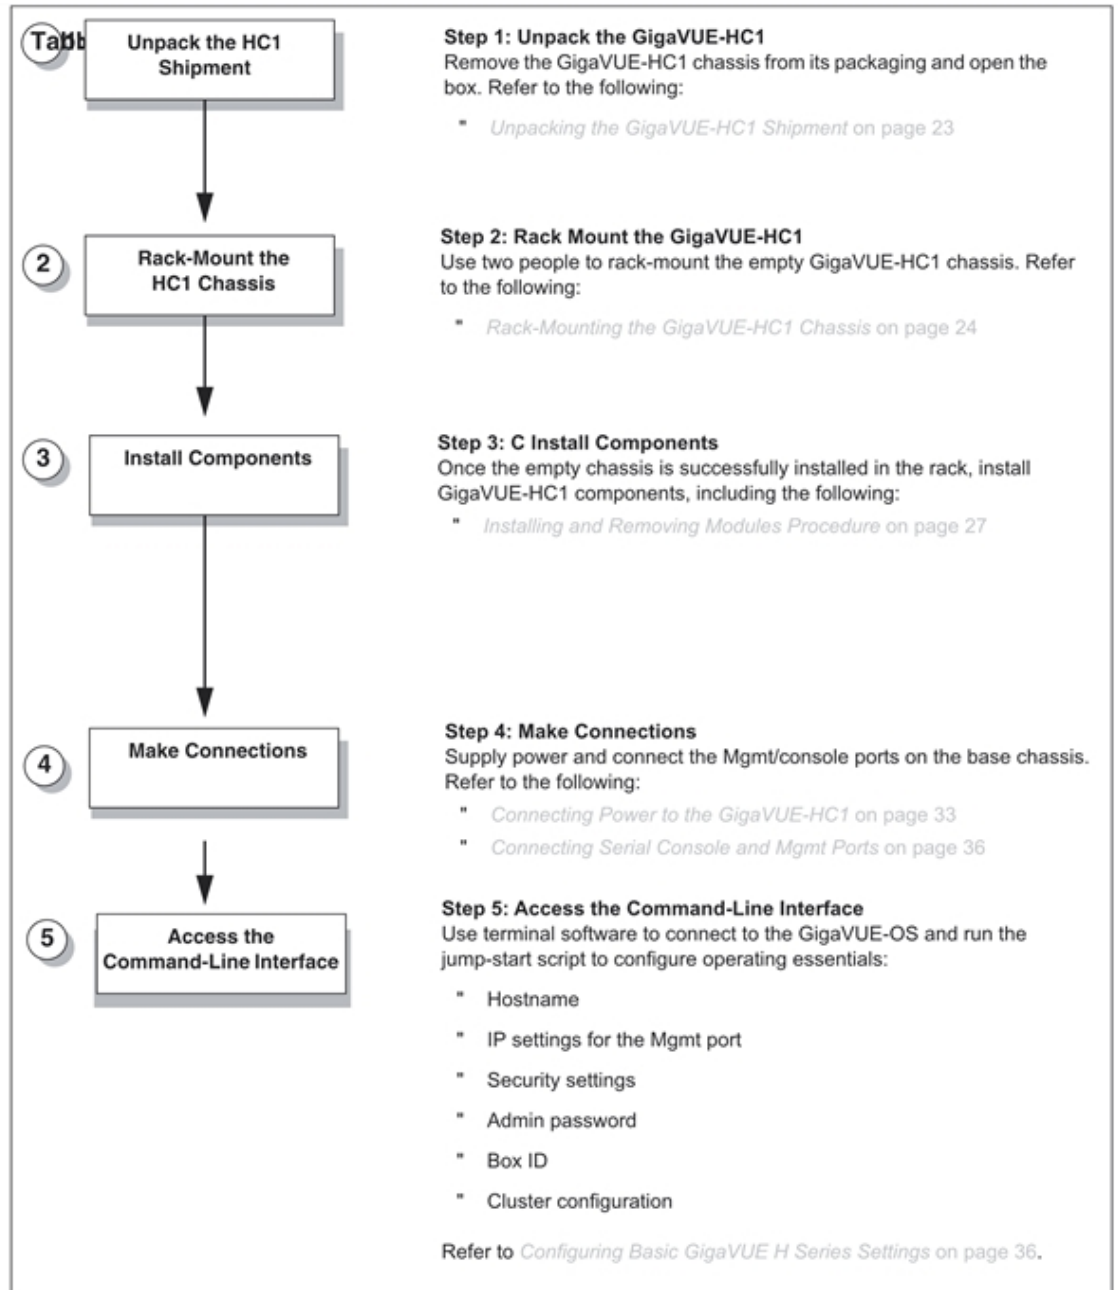 Unpack the HC1
Shipment
Step 1: Unpack the GigaVUE-HC1
Remove the GigaVUE-HC1 chassis from its packaging and open the
box. Refer to the following:
" Unpacking the GigaVUE-HC1 Shipment on page 23
2
Rack-Mount the
HC1 Chassis
Step 2: Rack Mount the GigaVUE-HC1
Use two people to rack-mount the empty GigaVUE-HC1 chassis. Refer
to the following:
" Rack-Mounting the GigaVUE-HC1 Chassis on page 24
3
Install Components
Step 3: C Install Components
Once the empty chassis is successfully installed in the rack, install
GigaVUE-HC1 components, including the following:
" Installing and Removing Modules Procedure on page 27
4
Make Connections
Step 4: Make Connections
Supply power and connect the Mgmt/console ports on the base chassis.
Refer to the following:
" Connecting Power to the GigaVUE-HC1 on page 33
" Connecting Serial Console and Mgmt Ports on page 36
5
Access the
Command-Line Interface
Step 5: Access the Command-Line Interface
Use terminal software to connect to the GigaVUE-OS and run the
jump-start script to configure operating essentials:
" Hostname
" IP settings for the Mgmt port
" Security settings
" Admin password
" Box ID
" Cluster configuration
Refer to Configuring Basic GigaVUE H Series Settings on page 36.